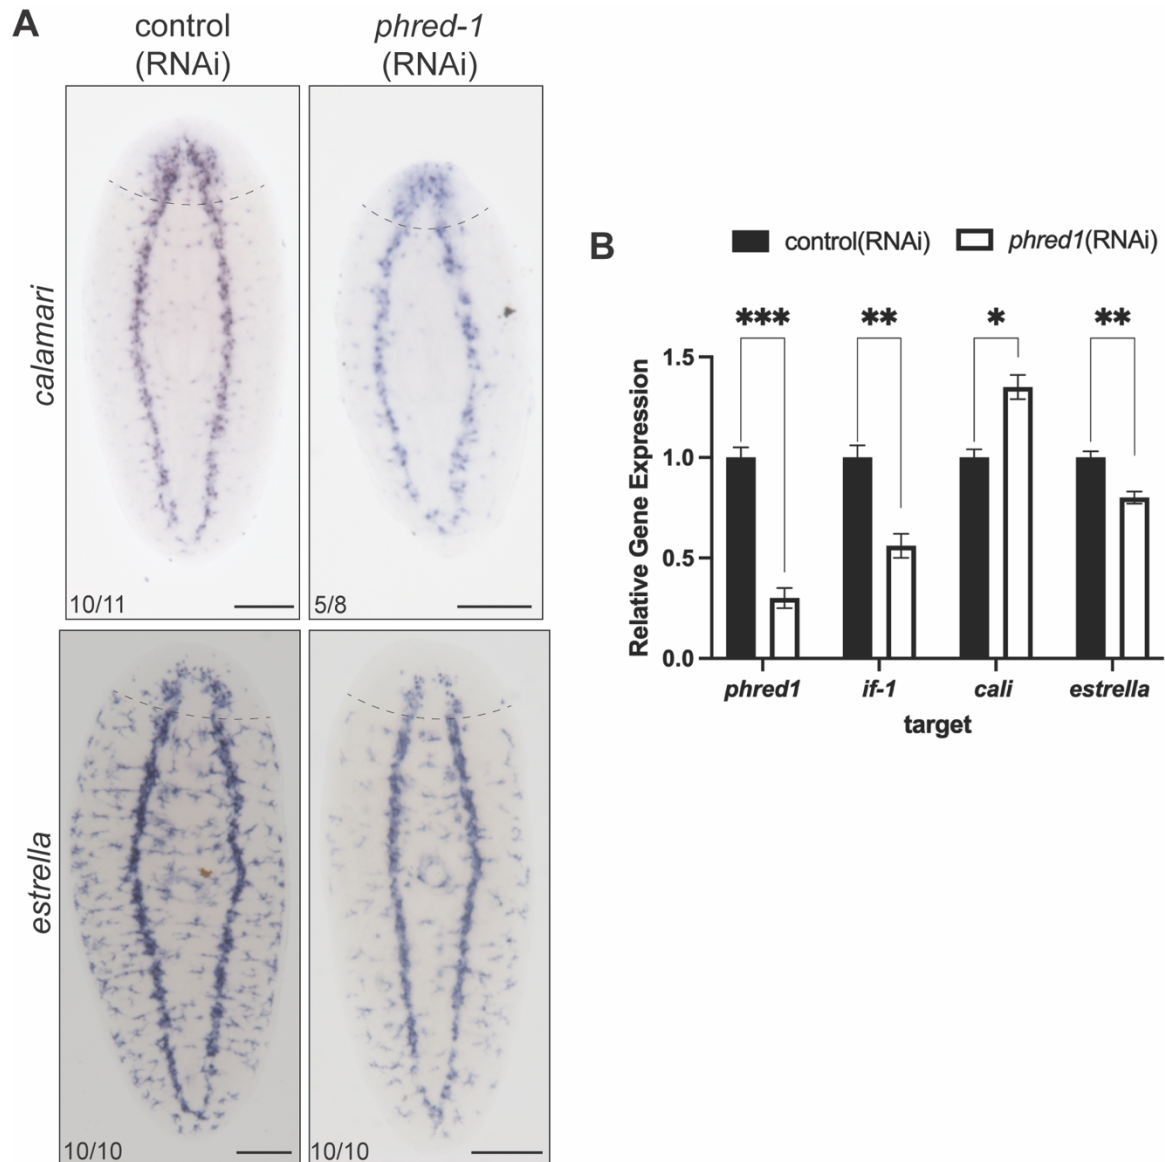 A
control
(RNAi)
phred-1
(RNAi)
calamari
10/11
5/8
estrella
10/10
10/10
B
control(RNAi)
phred1(RNAi)
*** ** * **
Relative Gene Expression
1.5
1.0
0.5
0.0
phred1 if-1 cali estrella
target